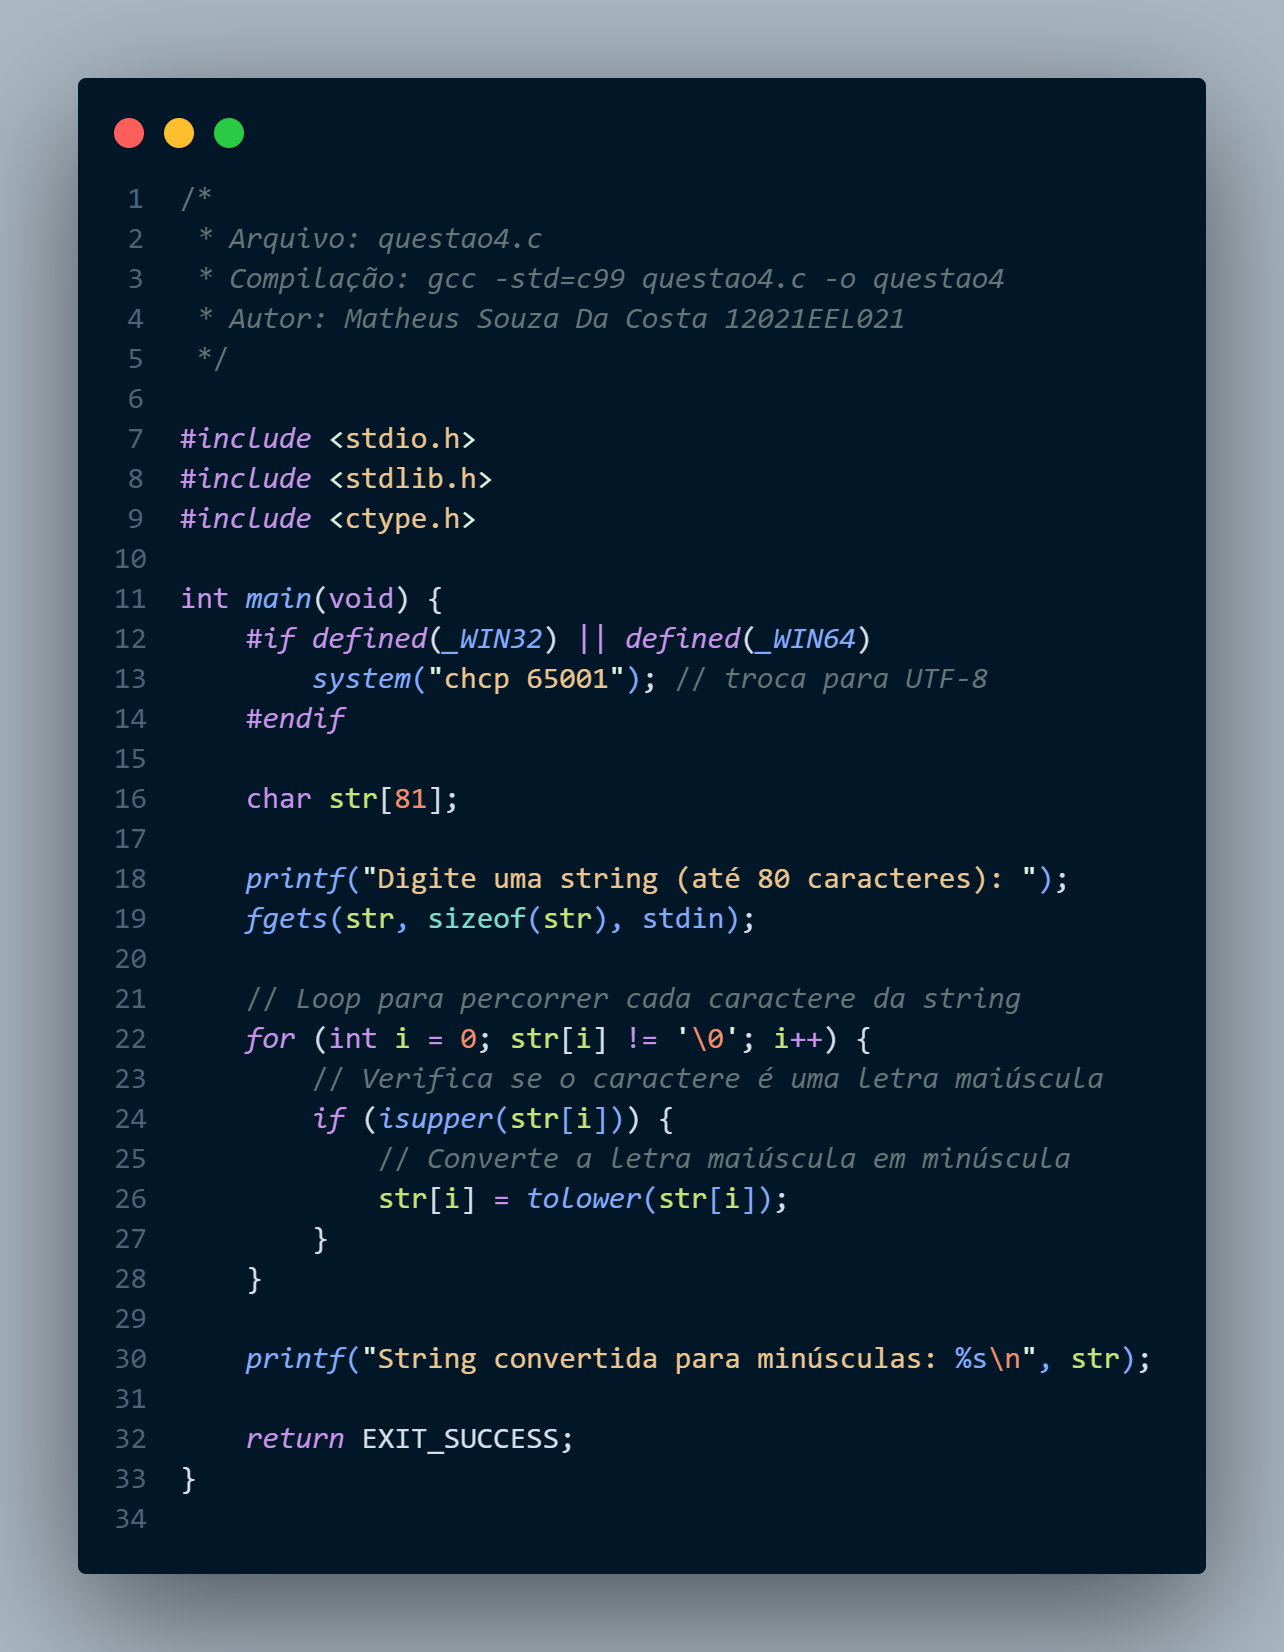 1 /*
2  * Arquivo: questao4.c
3  * Compilação: gcc -std=c99 questao4.c -o questao4
4  * Autor: Matheus Souza Da Costa 12021EEL021
5  */
6
7 #include <stdio.h>
8 #include <stdlib.h>
9 #include <ctype.h>
10
11 int main(void) {
12     #if defined(_WIN32) || defined(_WIN64)
13         system("chcp 65001"); // troca para UTF-8
14     #endif
15
16     char str[81];
17
18     printf("Digite uma string (até 80 caracteres): ");
19     fgets(str, sizeof(str), stdin);
20
21     // Loop para percorrer cada caractere da string
22     for (int i = 0; str[i] != '\0'; i++) {
23         // Verifica se o caractere é uma letra maiúscula
24         if (isupper(str[i])) {
25             // Converte a letra maiúscula em minúscula
26             str[i] = tolower(str[i]);
27         }
28     }
29
30     printf("String convertida para minúsculas: %s\n", str);
31
32     return EXIT_SUCCESS;
33 }
34